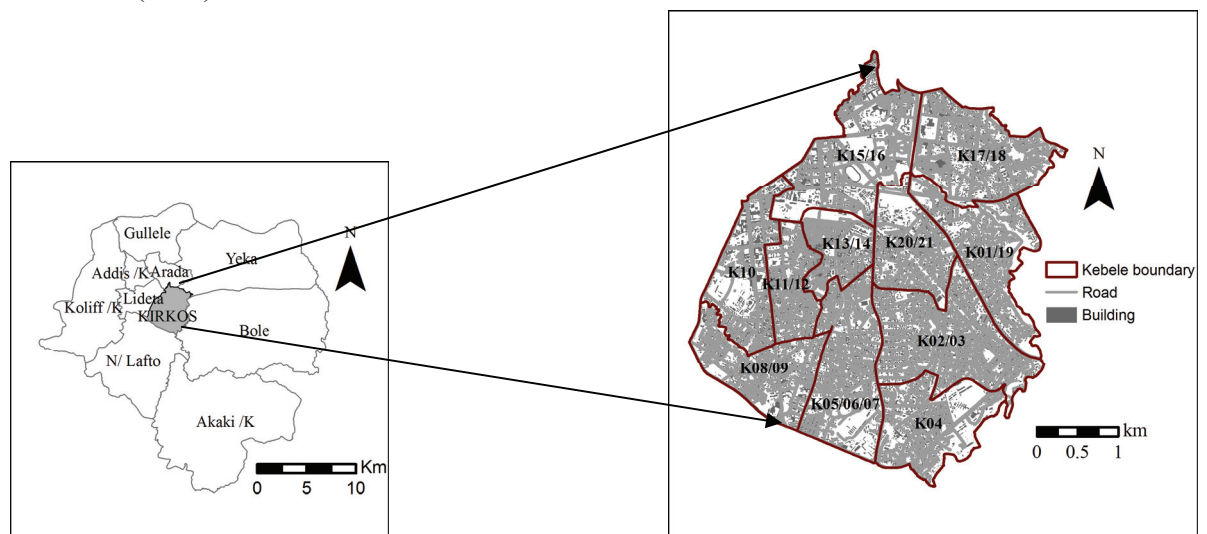 Gullele
Addis /K
Arada
Yeka
Koliff /K
Lideta
KIRKOS
Bole
N/ Lafto
Akaki /K
N
Km
0 5 10
K15/16
K17/18
K13/14
K20/21
K01/19
K10
K11/12
K02/03
K08/09
K05/06/07
K04
N
Kebele boundary
Road
Building
km
0 0.5 1